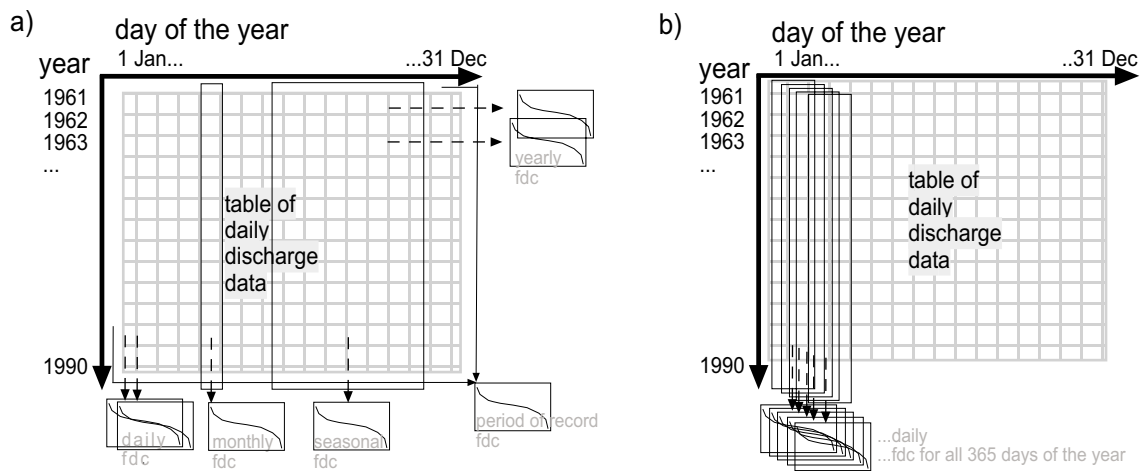 a)
day of the year
1 Jan...
...31 Dec
year
1961
1962
1963
...
1990
table of
daily
discharge
data
yearly
fdc
daily
fdc
monthly
fdc
seasonal
fdc
period of record
fdc
b)
day of the year
1 Jan...
..31 Dec
year
1961
1962
1963
...
1990
table of
daily
discharge
data
...daily
...fdc for all 365 days of the year